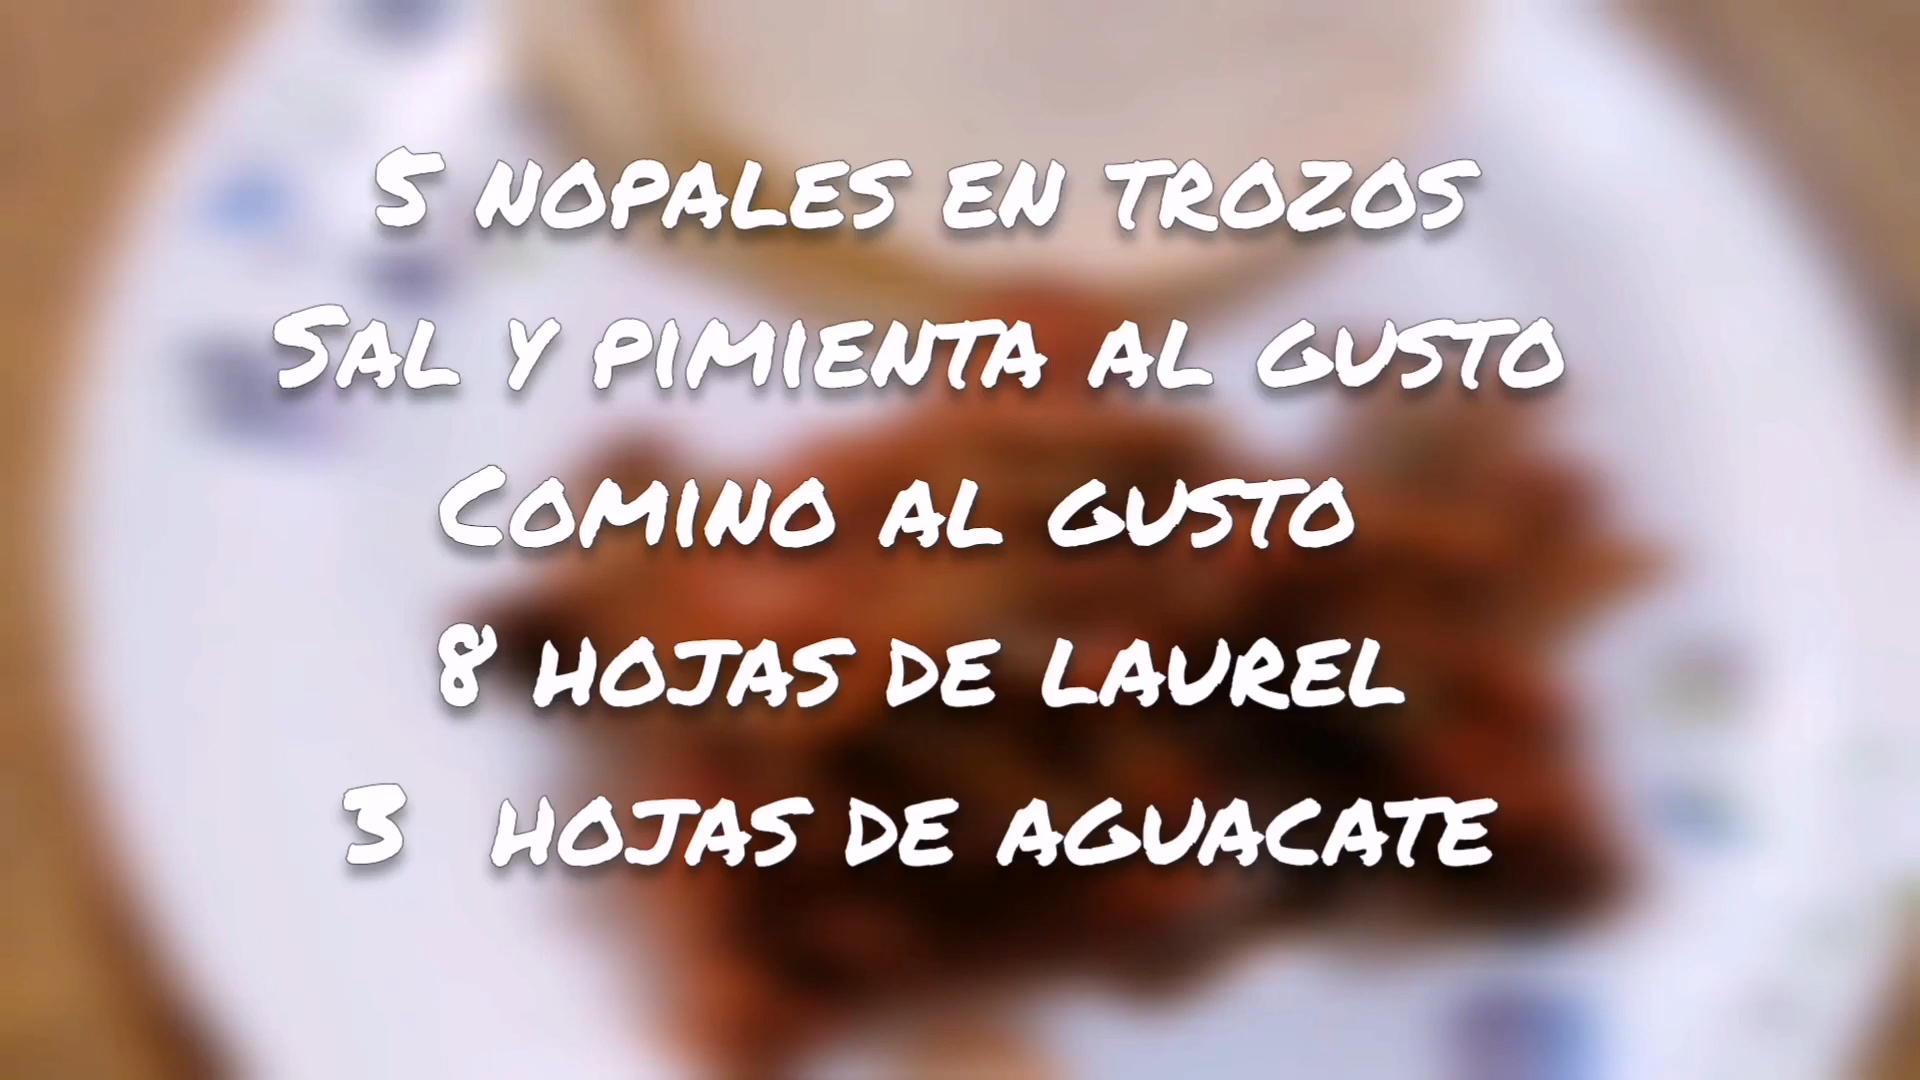 5 nopales en trozos
Sal y pimienta al gusto
Comino al gusto
8 hojas de laurel
3 hojas de aguacate